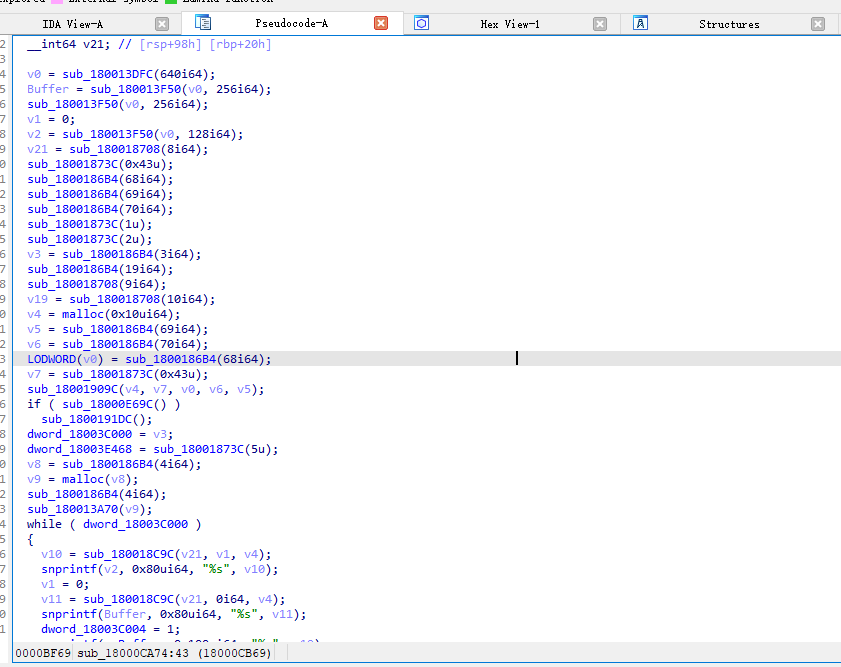 IDA View-A Pseudocode-A Hex View-1 Structures
2 __int64 v21; // [rsp+98h] [rbp+20h]
3
4 v0 = sub_180013DFC(640i64);
5 Buffer = sub_180013F50(v0, 256i64);
6 sub_180013F50(v0, 256i64);
7 v1 = 0;
8 v2 = sub_180013F50(v0, 128i64);
9 v21 = sub_180018708(8i64);
0 sub_18001873C(0x43u);
1 sub_1800186B4(68i64);
2 sub_1800186B4(69i64);
3 sub_1800186B4(70i64);
4 sub_18001873C(1u);
5 sub_18001873C(2u);
6 v3 = sub_1800186B4(3i64);
7 sub_1800186B4(19i64);
8 sub_180018708(9i64);
9 v19 = sub_180018708(10i64);
0 v4 = malloc(0x10ui64);
1 v5 = sub_1800186B4(69i64);
2 v6 = sub_1800186B4(70i64);
3 LODWORD(v0) = sub_1800186B4(68i64);
4 v7 = sub_18001873C(0x43u);
5 sub_18001909C(v4, v7, v0, v6, v5);
6 if ( sub_18000E69C() )
7 sub_1800191DC();
8 dword_18003C000 = v3;
9 dword_18003E468 = sub_18001873C(5u);
0 v8 = sub_1800186B4(4i64);
1 v9 = malloc(v8);
2 sub_1800186B4(4i64);
3 sub_180013A70(v9);
4 while ( dword_18003C000 )
5 {
6 v10 = sub_180018C9C(v21, v1, v4);
7 snprintf(v2, 0x80ui64, "%s", v10);
8 v1 = 0;
9 v11 = sub_180018C9C(v21, 0i64, v4);
0 snprintf(Buffer, 0x80ui64, "%s", v11);
1 dword_18003C004 = 1;
0000BF69 sub_18000CA74:43 (18000CB69)